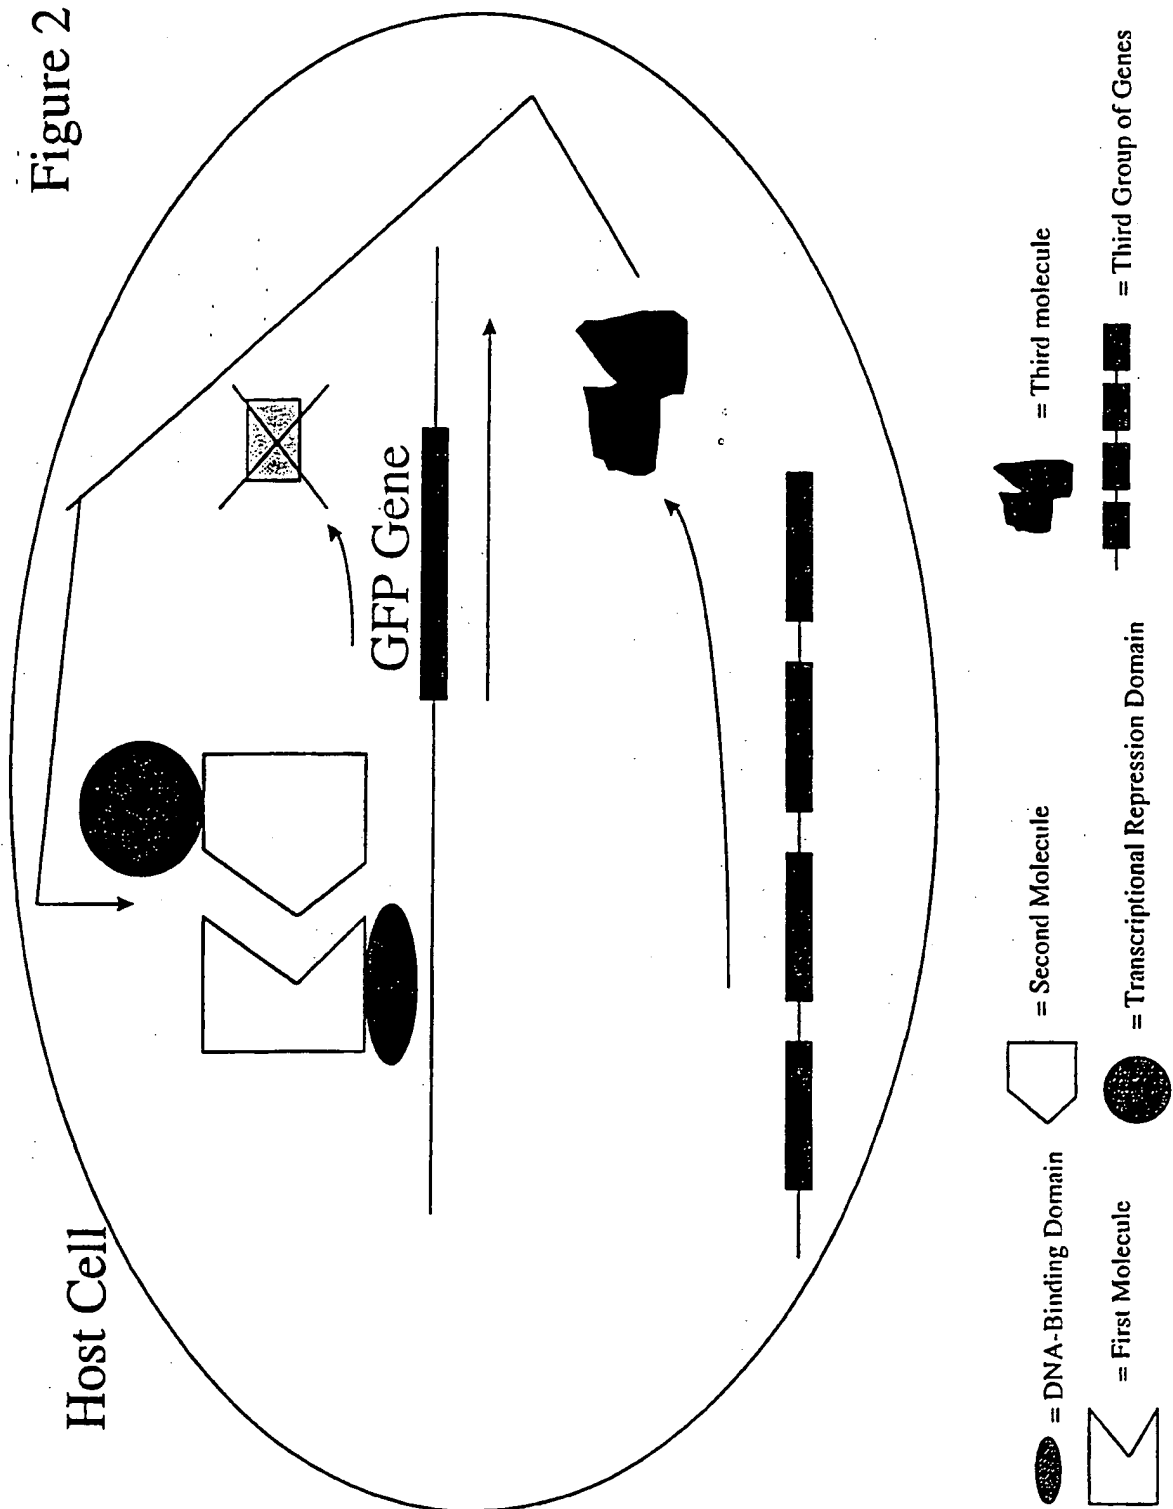 Figure 2
Host Cell
GFP Gene
= DNA-Binding Domain
= Second Molecule
= Third molecule
= First Molecule
= Transcriptional Repression Domain
= Third Group of Genes